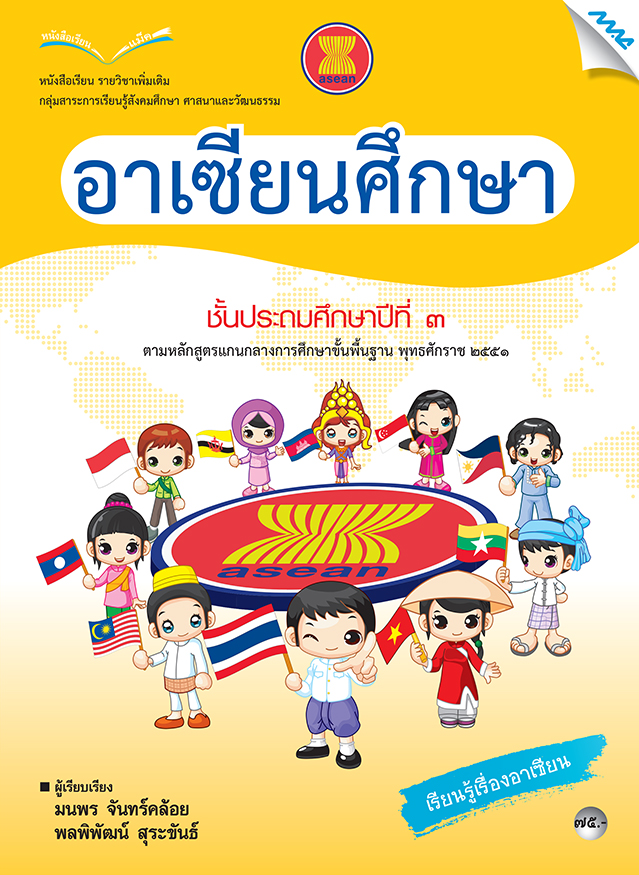 หนังสือเรียน แม็ค
MAC
asean
หนังสือเรียน รายวิชาเพิ่มเติม
กลุ่มสาระการเรียนรู้สังคมศึกษา ศาสนาและวัฒนธรรม
อาเซียนศึกษา
ชั้นประถมศึกษาปีที่ ๓
ตามหลักสูตรแกนกลางการศึกษาขั้นพื้นฐาน พุทธศักราช ๒๕๕๑
asean
เรียนรู้เรื่องอาเซียน
■ ผู้เรียบเรียง
มนพร จันทร์คล้อย
พลพิพัฒน์ สุระขันธ์
๗๕.-